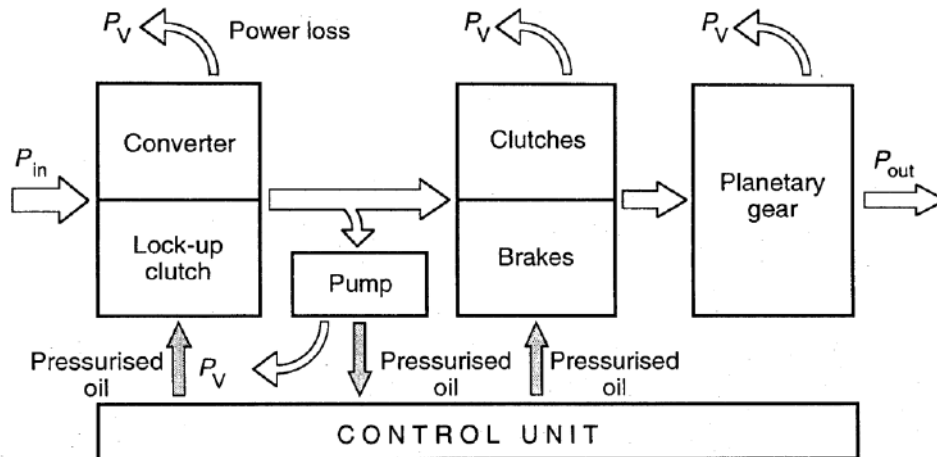 P_V
Power loss
P_V
P_V
P_in
Converter
Lock-up
clutch
Pump
Clutches
Brakes
Planetary
gear
P_out
Pressurised
oil
P_V
Pressurised
oil
Pressurised
oil
CONTROL UNIT